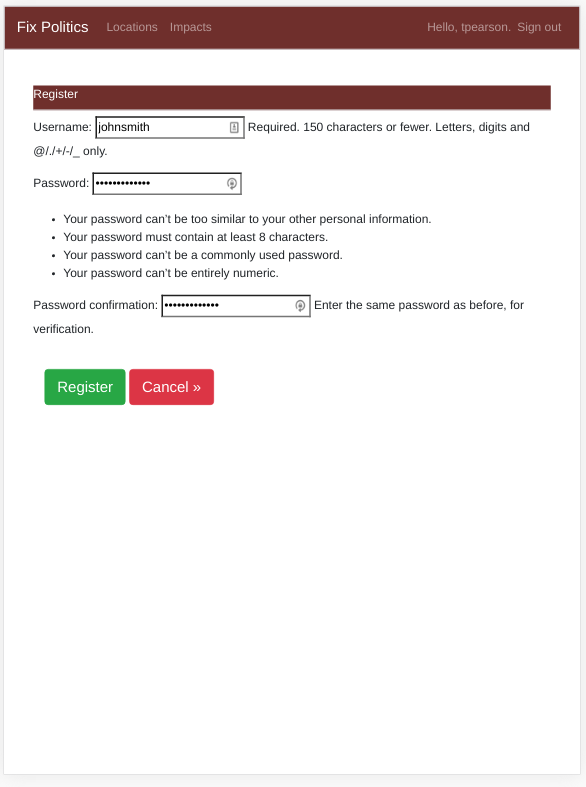 Fix Politics Locations Impacts Hello, tpearson. Sign out
Register
Username: johnsmith Required. 150 characters or fewer. Letters, digits and
@/./+/-/_ only.
Password: •••••••••••••
• Your password can’t be too similar to your other personal information.
• Your password must contain at least 8 characters.
• Your password can’t be a commonly used password.
• Your password can’t be entirely numeric.
Password confirmation: ••••••••••••• Enter the same password as before, for
verification.
Register Cancel »